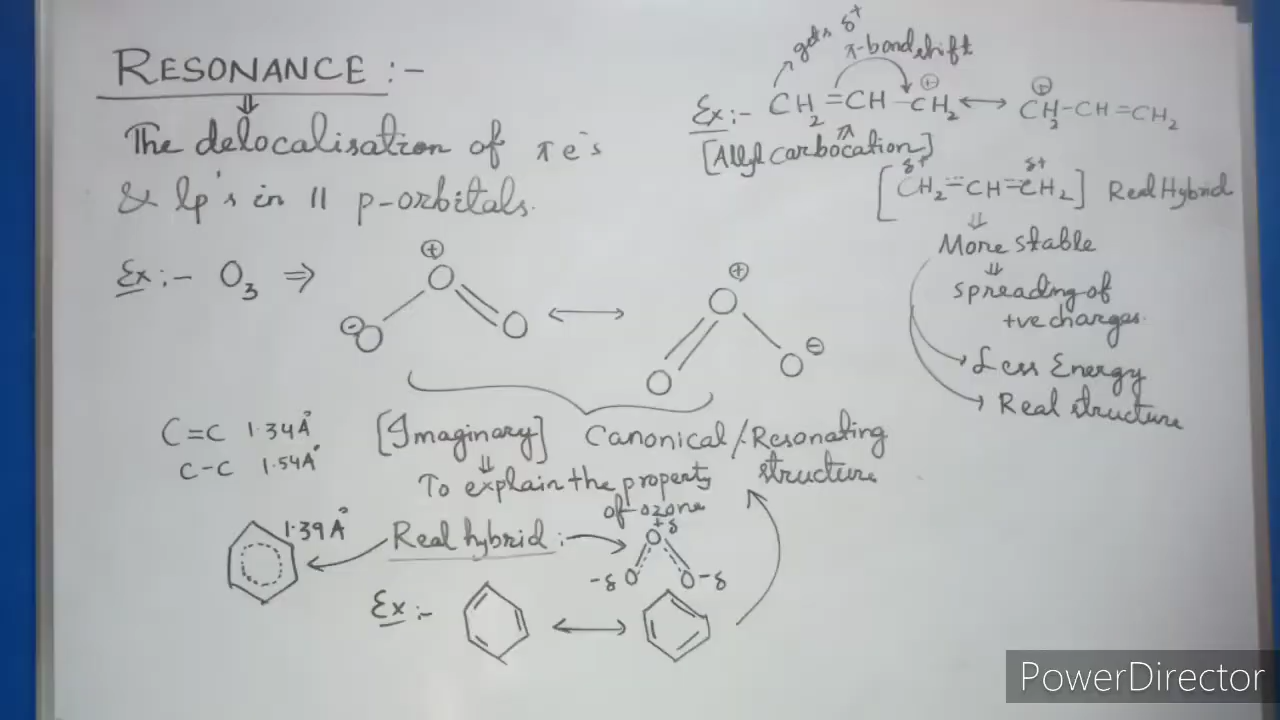 RESONANCE :-
⇓
The delocalisation of π e⁻s
& lp's in || p-orbitals.
Ex :- O₃ ⇒
⊕
O
⊖
O
O
↔
⊕
O
O
O ⊖
[Imaginary] Canonical/Resonating
structure
⇓
To explain the property
of ozone
C=C 1.34Å
C-C 1.54Å
1.39Å
Real hybrid :-
+δ
O
-δ O
O -δ
Ex :-
↔
gets δ⁺
π-bond shift
Ex :- CH₂=CH-CH₂⊕ ↔ ⊕CH₂-CH=CH₂
[Allyl carbocation]
δ⁺ δ⁺
[CH₂=CH=CH₂] Real Hybrid
⇓
More stable
⇓
spreading of
+ve charges.
Less Energy
Real structure
PowerDirector